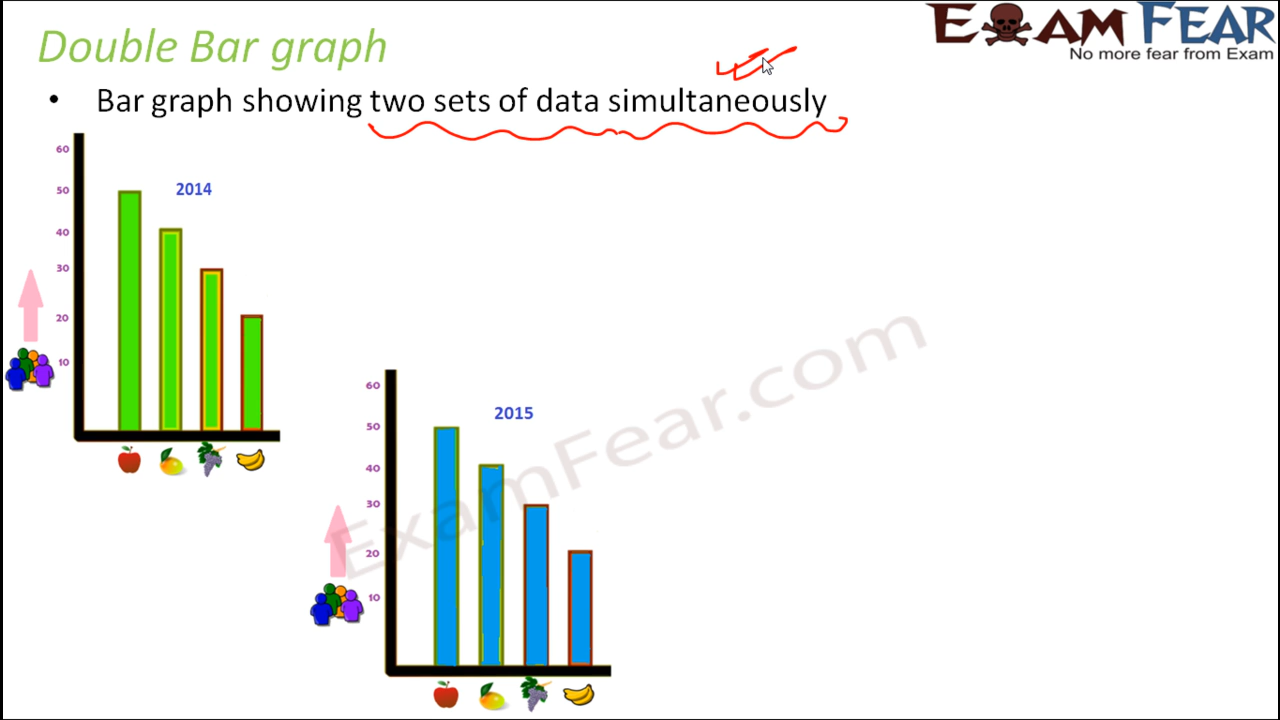 Double Bar graph
EXAM FEAR
No more fear from Exam
• Bar graph showing two sets of data simultaneously
2014
60
50
40
30
20
10
2015
60
50
40
30
20
10
ExamFear.com